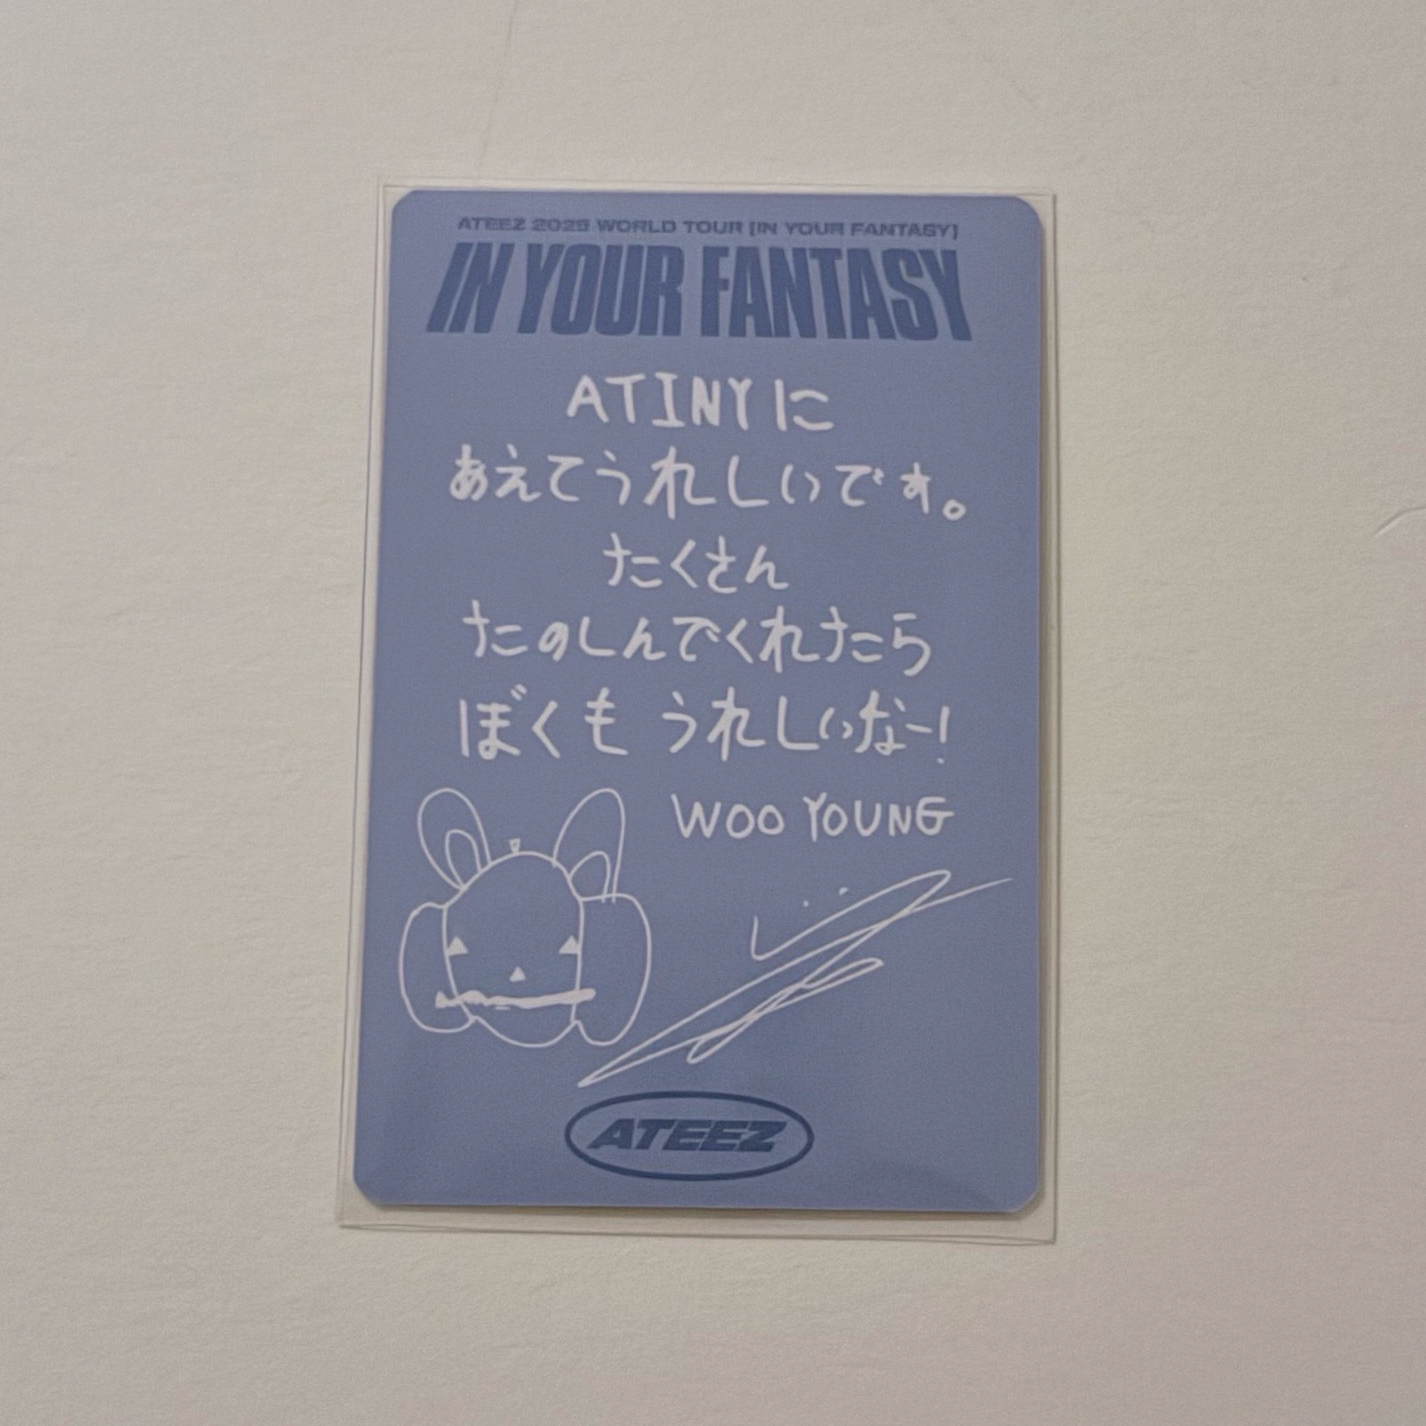 ATEEZ 2025 WORLD TOUR [IN YOUR FANTASY]
IN YOUR FANTASY
ATINYに
あえてうれしいです。
たくさん
たのしんでくれたら
ぼくもうれしいなー!
WOO YOUNG
ATEEZ